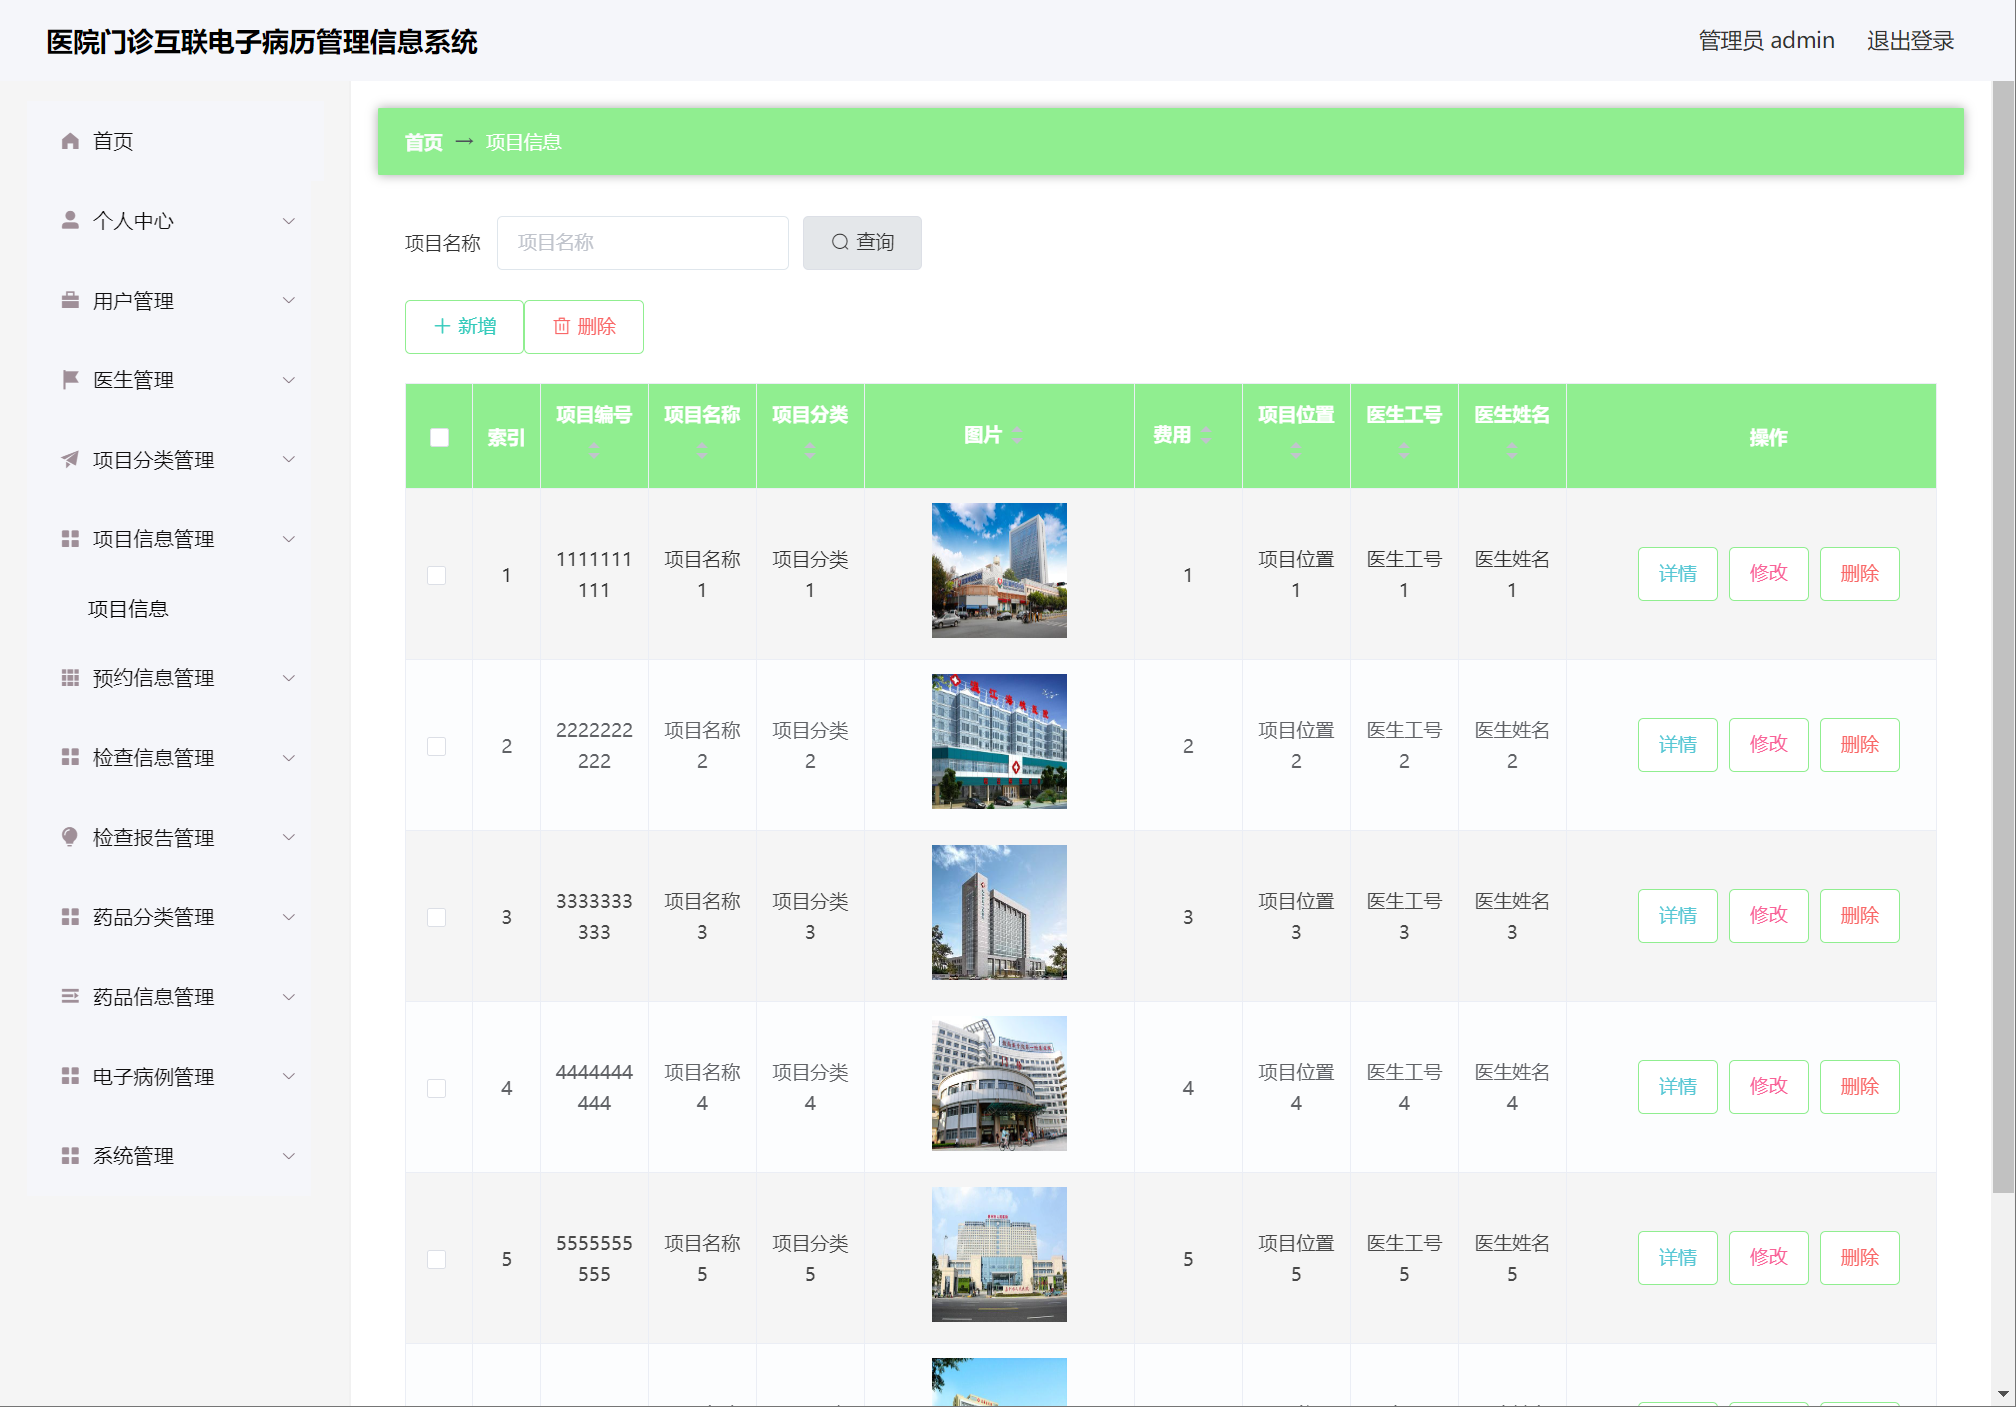 医院门诊互联电子病历管理信息系统
管理员 admin 退出登录
首页
个人中心
用户管理
医生管理
项目分类管理
项目信息管理
项目信息
预约信息管理
检查信息管理
检查报告管理
药品分类管理
药品信息管理
电子病例管理
系统管理
首页 → 项目信息
项目名称 项目名称 查询
新增 删除
索引 项目编号 项目名称 项目分类 图片 费用 项目位置 医生工号 医生姓名 操作
1 1111111 项目名称 项目分类 1 项目位置 医生工号 医生姓名 详情 修改 删除
111 1 1 1 1 1
2 2222222 项目名称 项目分类 2 项目位置 医生工号 医生姓名 详情 修改 删除
222 2 2 2 2 2
3 3333333 项目名称 项目分类 3 项目位置 医生工号 医生姓名 详情 修改 删除
333 3 3 3 3 3
4 4444444 项目名称 项目分类 4 项目位置 医生工号 医生姓名 详情 修改 删除
444 4 4 4 4 4
5 5555555 项目名称 项目分类 5 项目位置 医生工号 医生姓名 详情 修改 删除
555 5 5 5 5 5